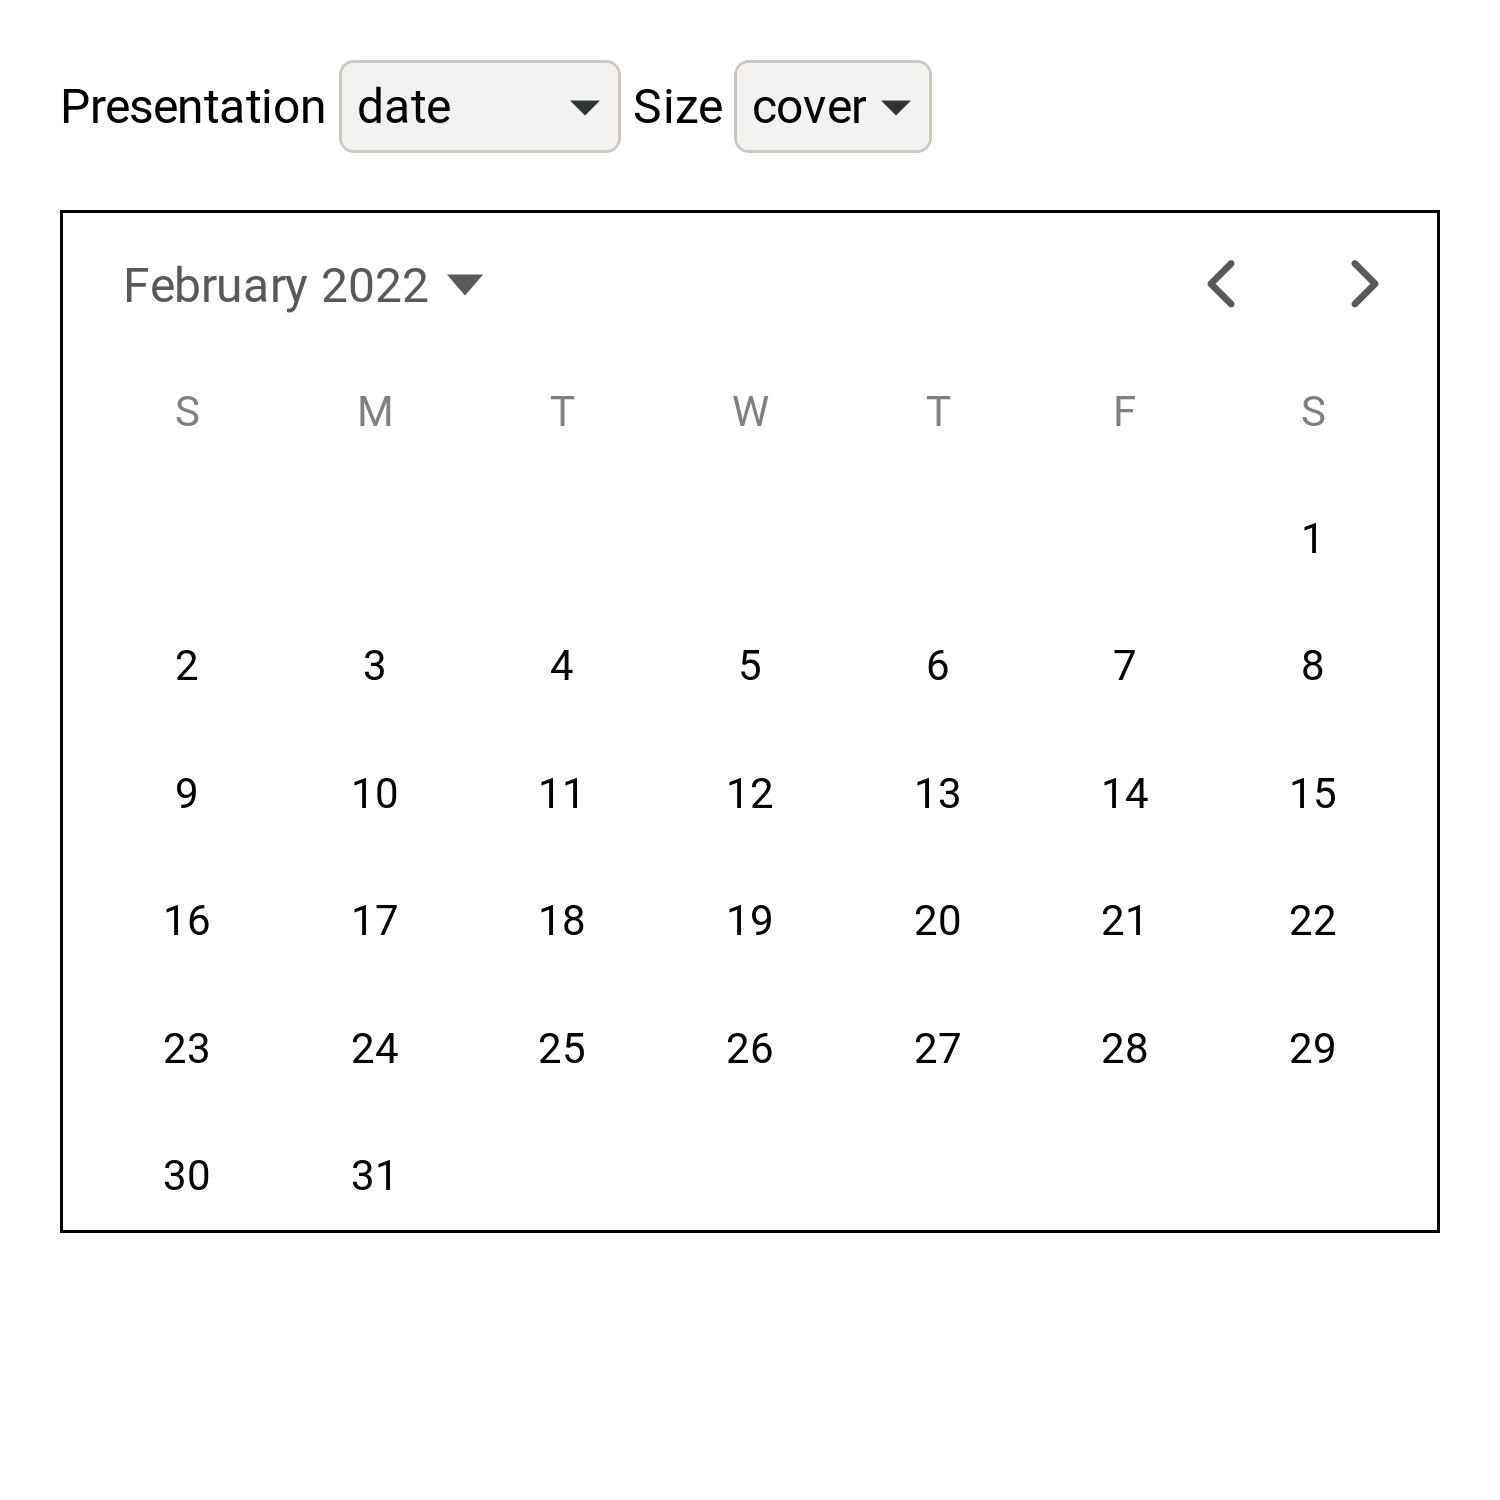 Presentation date Size cover
February 2022
S M T W T F S
1
2 3 4 5 6 7 8
9 10 11 12 13 14 15
16 17 18 19 20 21 22
23 24 25 26 27 28 29
30 31